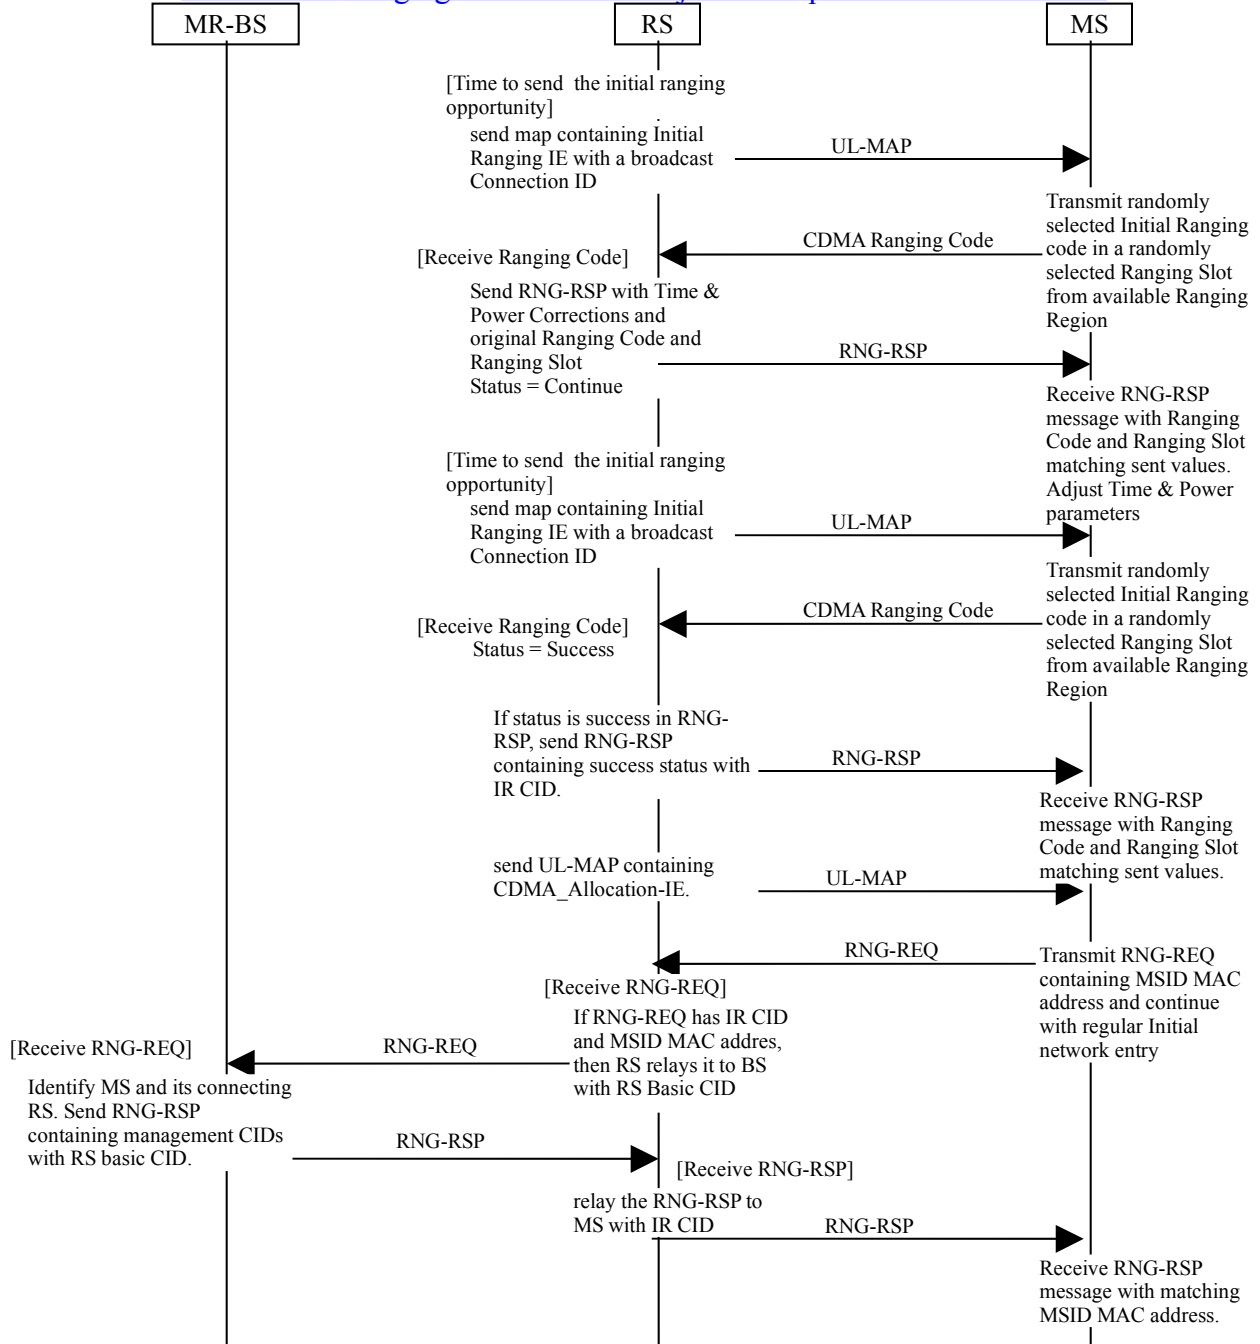 MR-BS
RS
MS
[Time to send the initial ranging
opportunity]
send map containing Initial
Ranging IE with a broadcast
Connection ID
UL-MAP
Transmit randomly
selected Initial Ranging
code in a randomly
selected Ranging Slot
from available Ranging
Region
CDMA Ranging Code
[Receive Ranging Code]
Send RNG-RSP with Time &
Power Corrections and
original Ranging Code and
Ranging Slot
Status = Continue
RNG-RSP
Receive RNG-RSP
message with Ranging
Code and Ranging Slot
matching sent values.
Adjust Time & Power
parameters
[Time to send the initial ranging
opportunity]
send map containing Initial
Ranging IE with a broadcast
Connection ID
UL-MAP
Transmit randomly
selected Initial Ranging
code in a randomly
selected Ranging Slot
from available Ranging
Region
CDMA Ranging Code
[Receive Ranging Code]
Status = Success
If status is success in RNG-
RSP, send RNG-RSP
containing success status with
IR CID.
RNG-RSP
Receive RNG-RSP
message with Ranging
Code and Ranging Slot
matching sent values.
send UL-MAP containing
CDMA_Allocation-IE.
UL-MAP
RNG-REQ
Transmit RNG-REQ
containing MSID MAC
address and continue
with regular Initial
network entry
[Receive RNG-REQ]
If RNG-REQ has IR CID
and MSID MAC addres,
then RS relays it to BS
with RS Basic CID
RNG-REQ
[Receive RNG-REQ]
Identify MS and its connecting
RS. Send RNG-RSP
containing management CIDs
with RS basic CID.
RNG-RSP
[Receive RNG-RSP]
relay the RNG-RSP to
MS with IR CID
RNG-RSP
Receive RNG-RSP
message with matching
MSID MAC address.